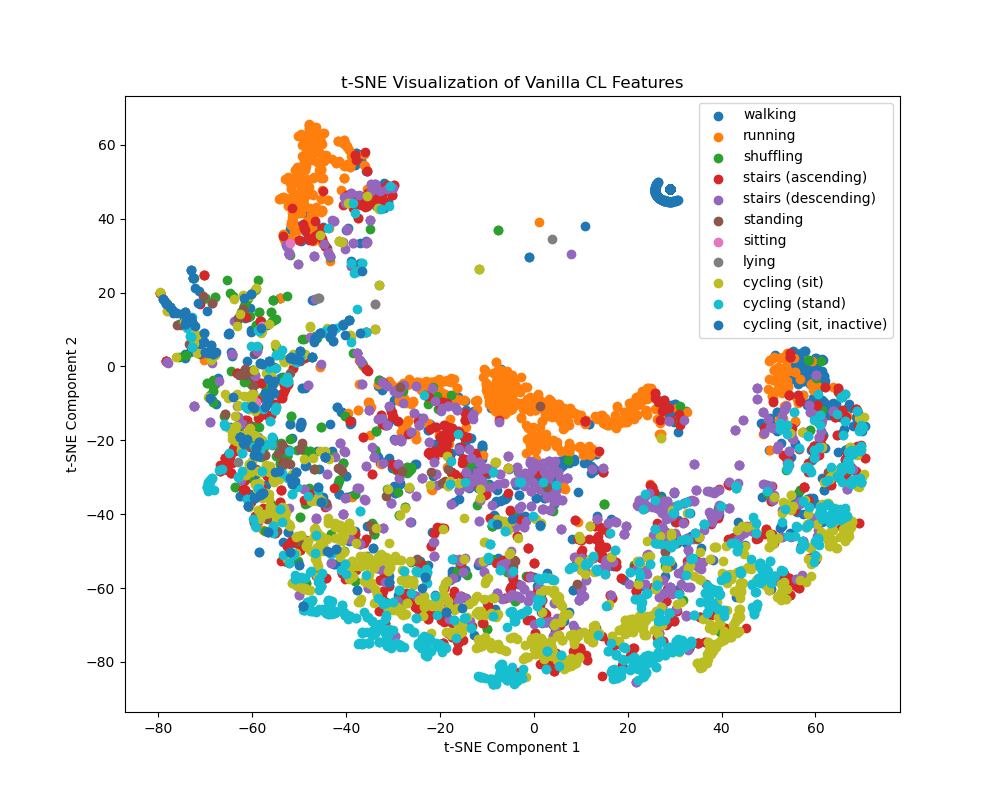 t-SNE Visualization of Vanilla CL Features
walking
running
shuffling
stairs (ascending)
stairs (descending)
standing
sitting
lying
cycling (sit)
cycling (stand)
cycling (sit, inactive)
60
40
20
0
−20
−40
−60
−80
t-SNE Component 2
−80 −60 −40 −20 0 20 40 60
t-SNE Component 1